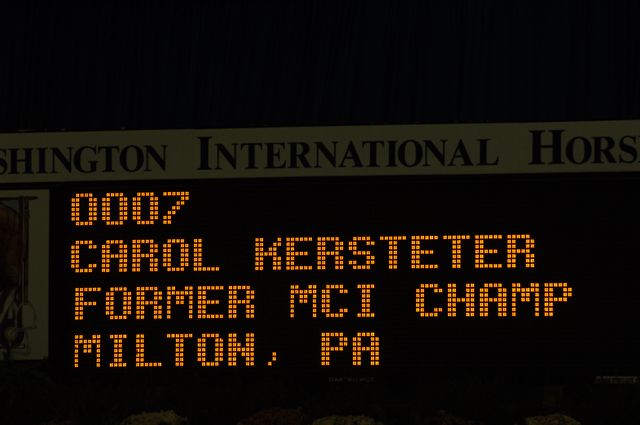 SHINGTON INTERNATIONAL HORS
0007
CAROL KERSTETER
FORMER MCI CHAMP
MILTON, PA